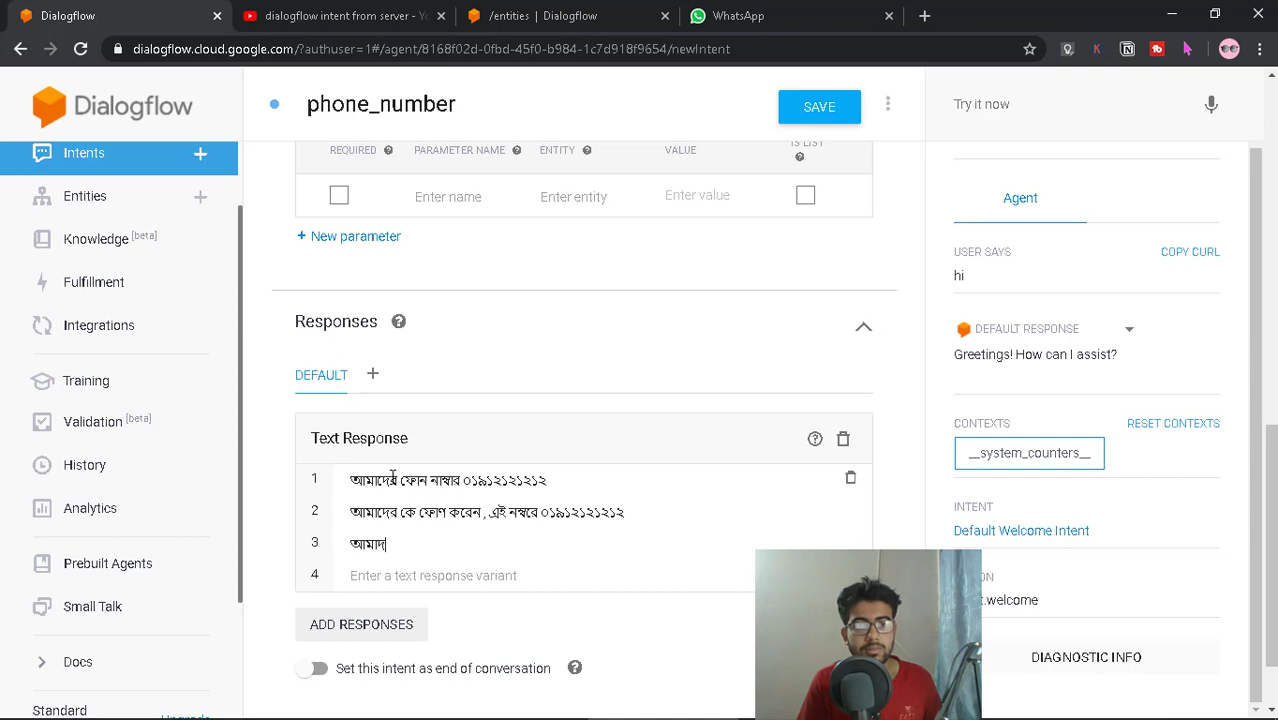 Dialogflow
dialogflow intent from server - Yo
/entities | Dialogflow
WhatsApp
dialogflow.cloud.google.com/?authuser=1#/agent/8168f02d-0fbd-45f0-b984-1c7d918f9654/newIntent
Dialogflow
phone_number
SAVE
Try it now
Intents
REQUIRED
PARAMETER NAME
ENTITY
VALUE
IS LIST
Entities
Enter name
Enter entity
Enter value
Agent
Knowledge [beta]
+ New parameter
USER SAYS
COPY CURL
hi
Fulfillment
Integrations
Responses
DEFAULT RESPONSE
Greetings! How can I assist?
Training
DEFAULT
Validation [beta]
CONTEXTS
RESET CONTEXTS
Text Response
__system_counters__
History
1 আমাদের ফোন নাম্বার ০১৯১২১২১২১২
Analytics
2 আমাদের কে ফোণ করেন , এই নম্বরে ০১৯১২১২১২১২
INTENT
Default Welcome Intent
3 আমাদ
Prebuilt Agents
4 Enter a text response variant
Small Talk
.welcome
ADD RESPONSES
Docs
Set this intent as end of conversation
DIAGNOSTIC INFO
Standard